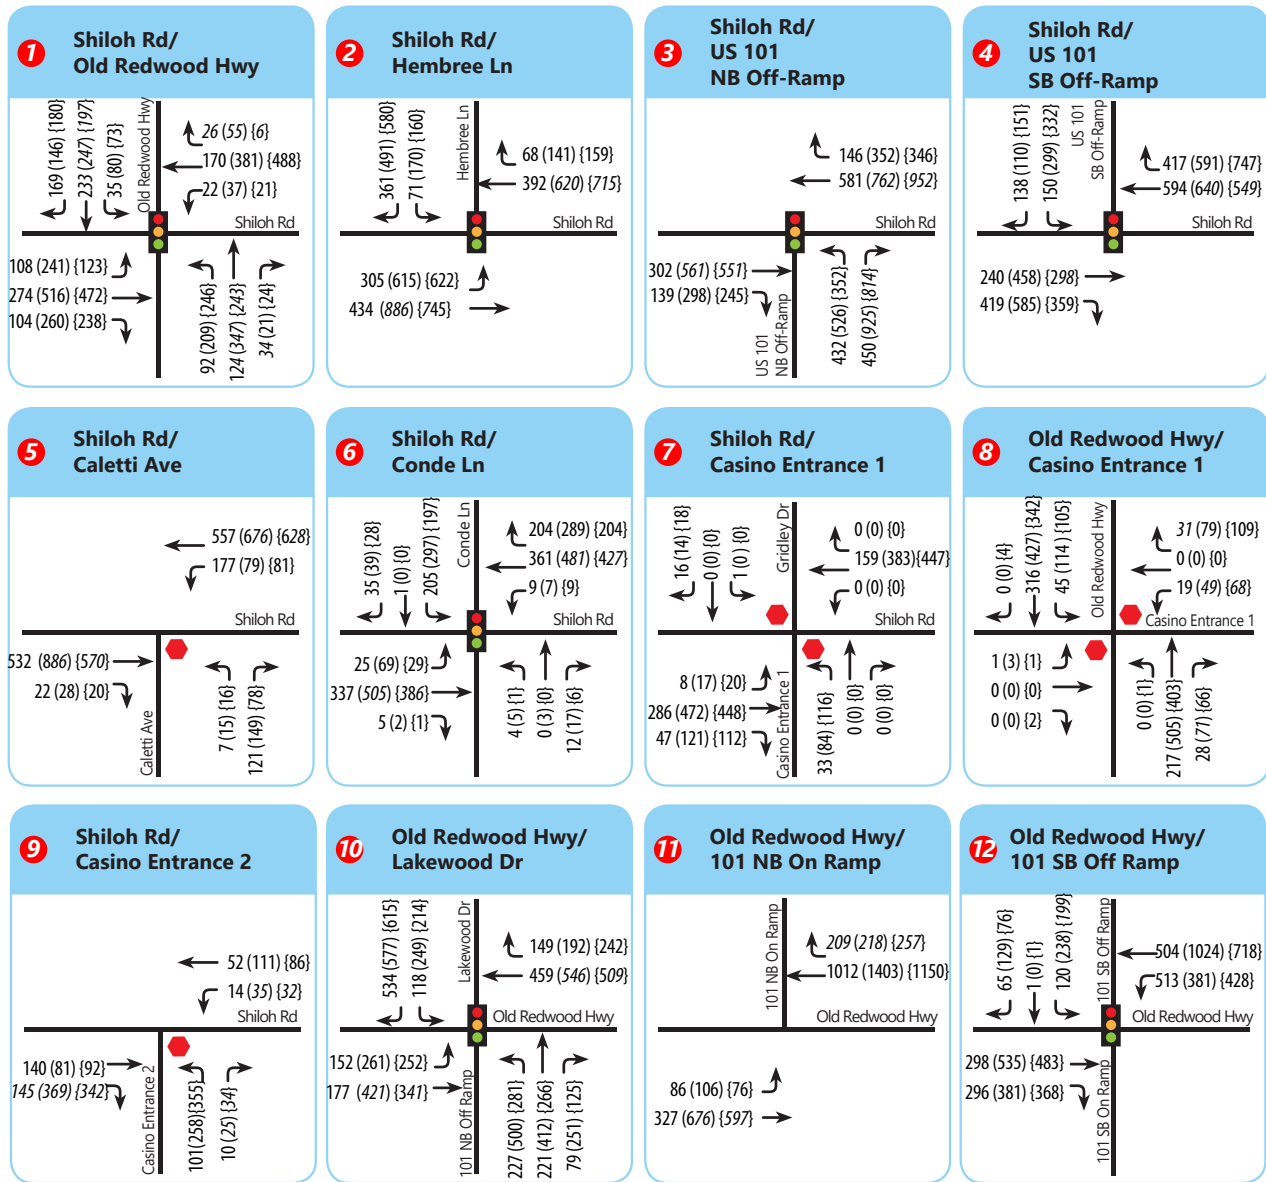 1
Shiloh Rd/
Old Redwood Hwy
169 (146) {180}
233 (247) {197}
35 (80) {73}
Old Redwood Hwy
26 (55) {6}
170 (381) {488}
22 (37) {21}
Shiloh Rd
108 (241) {123}
274 (516) {472}
104 (260) {238}
92 (209) {246}
124 (347) {243}
34 (21) {24}
2
Shiloh Rd/
Hembree Ln
361 (491) {580}
71 (170) {160}
Hembree Ln
68 (141) {159}
392 (620) {715}
Shiloh Rd
305 (615) {622}
434 (886) {745}
3
Shiloh Rd/
US 101
NB Off-Ramp
146 (352) {346}
581 (762) {952}
Shiloh Rd
302 (561) {551}
139 (298) {245}
US 101
NB Off-Ramp
432 (526) {352}
450 (925) {814}
4
Shiloh Rd/
US 101
SB Off-Ramp
138 (110) {151}
150 (299) {332}
US 101
SB Off-Ramp
417 (591) {747}
594 (640) {549}
Shiloh Rd
240 (458) {298}
419 (585) {359}
5
Shiloh Rd/
Caletti Ave
557 (676) {628}
177 (79) {81}
Shiloh Rd
532 (886) {570}
22 (28) {20}
Caletti Ave
7 (15) {16}
121 (149) {78}
6
Shiloh Rd/
Conde Ln
35 (39) {28}
1 (0) {0}
205 (297) {197}
Conde Ln
204 (289) {204}
361 (481) {427}
9 (7) {9}
Shiloh Rd
25 (69) {29}
337 (505) {386}
5 (2) {1}
4 (5) {1}
0 (3) {0}
12 (17) {6}
7
Shiloh Rd/
Casino Entrance 1
16 (14) {18}
0 (0) {0}
1 (0 ) {0}
Gridley Dr
0 (0) {0}
159 (383){447}
0 (0) {0}
Shiloh Rd
8 (17) {20}
286 (472) {448}
47 (121) {112}
Casino Entrance 1
33 (84) {116}
0 (0) {0}
0 (0) {0}
8
Old Redwood Hwy/
Casino Entrance 1
0 (0) {4}
316 (427) {342}
45 (114) {105}
Old Redwood Hwy
31 (79) {109}
0 (0) {0}
19 (49) {68}
Casino Entrance 1
1 (3) {1}
0 (0) {0}
0 (0) {2}
0 (0) {1}
217 (505) {403}
28 (71) {66}
9
Shiloh Rd/
Casino Entrance 2
52 (111) {86}
14 (35) {32}
Shiloh Rd
140 (81) {92}
145 (369) {342}
Casino Entrance 2
101(258){355}
10 (25) {34}
10
Old Redwood Hwy/
Lakewood Dr
534 (577) {615}
118 (249) {214}
Lakewood Dr
149 (192) {242}
459 (546) {509}
Old Redwood Hwy
152 (261) {252}
177 (421) {341}
101 NB Off Ramp
227 (500) {281}
221 (412) {266}
79 (251) {125}
11
Old Redwood Hwy/
101 NB On Ramp
101 NB On Ramp
209 (218) {257}
1012 (1403) {1150}
Old Redwood Hwy
86 (106) {76}
327 (676) {597}
12
Old Redwood Hwy/
101 SB Off Ramp
65 (129) {76}
1 (0) {1}
120 (238) {199}
101 SB Off Ramp
504 (1024) {718}
513 (381) {428}
Old Redwood Hwy
298 (535) {483}
296 (381) {368}
101 SB On Ramp